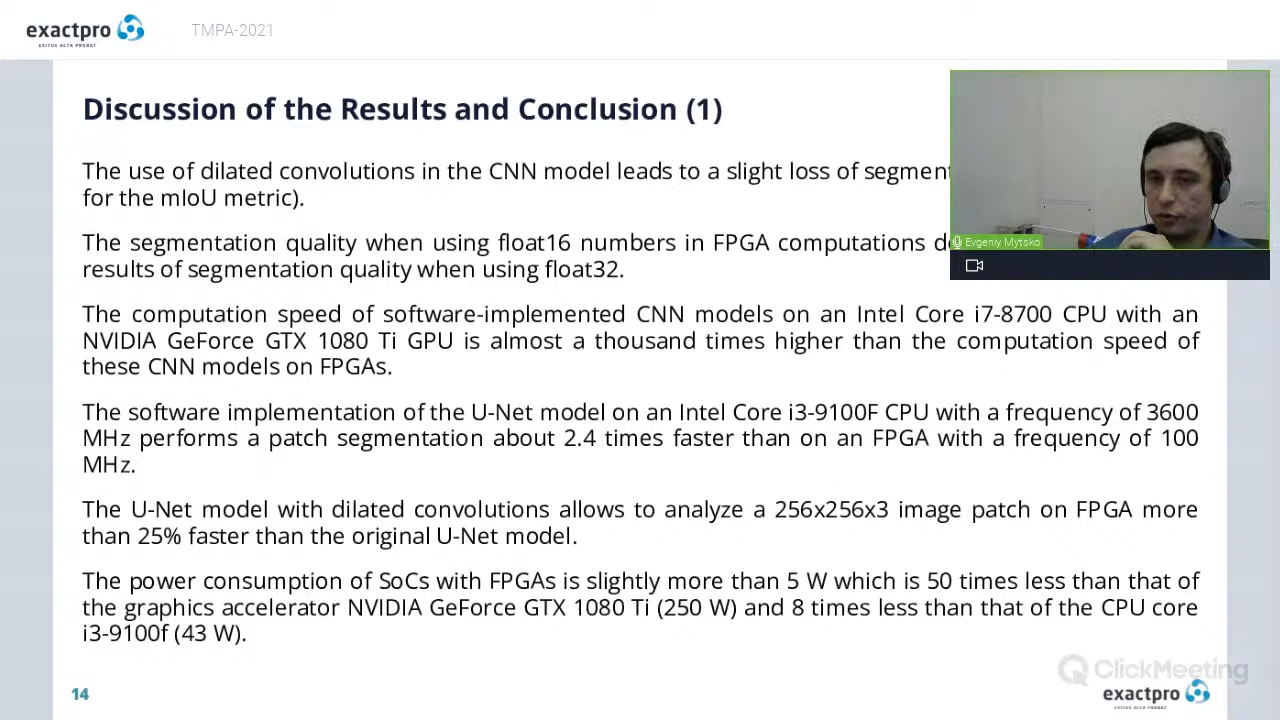 exactpro
EXITUS ACTA PROBAT
TMPA-2021
Discussion of the Results and Conclusion (1)
The use of dilated convolutions in the CNN model leads to a slight loss of
for the mIoU metric).
The segmentation quality when using float16 numbers in FPGA computations
results of segmentation quality when using float32.
Evgeniy Mytsko
The computation speed of software-implemented CNN models on an Intel Core i7-8700 CPU with an
NVIDIA GeForce GTX 1080 Ti GPU is almost a thousand times higher than the computation speed of
these CNN models on FPGAs.
The software implementation of the U-Net model on an Intel Core i3-9100F CPU with a frequency of 3600
MHz performs a patch segmentation about 2.4 times faster than on an FPGA with a frequency of 100
MHz.
The U-Net model with dilated convolutions allows to analyze a 256x256x3 image patch on FPGA more
than 25% faster than the original U-Net model.
The power consumption of SoCs with FPGAs is slightly more than 5 W which is 50 times less than that of
the graphics accelerator NVIDIA GeForce GTX 1080 Ti (250 W) and 8 times less than that of the CPU core
i3-9100f (43 W).
ClickMeeting
14
exactpro
EXITUS ACTA PROBAT